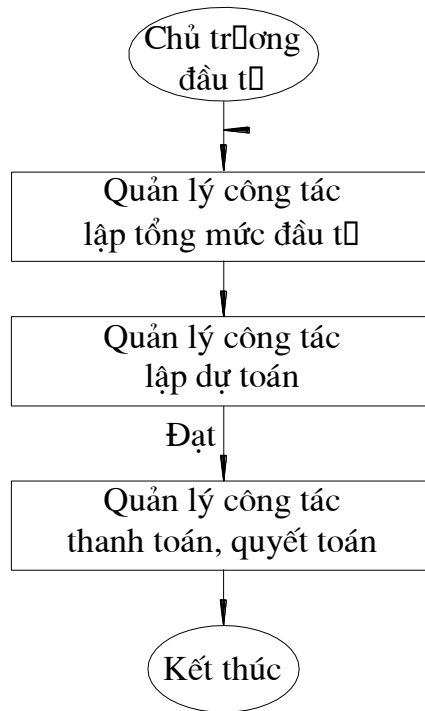 Chủ tr▯ơng
đầu t▯
Quản lý công tác
lập tổng mức đầu t▯
Quản lý công tác
lập dự toán
Đạt
Quản lý công tác
thanh toán, quyết toán
Kết thúc